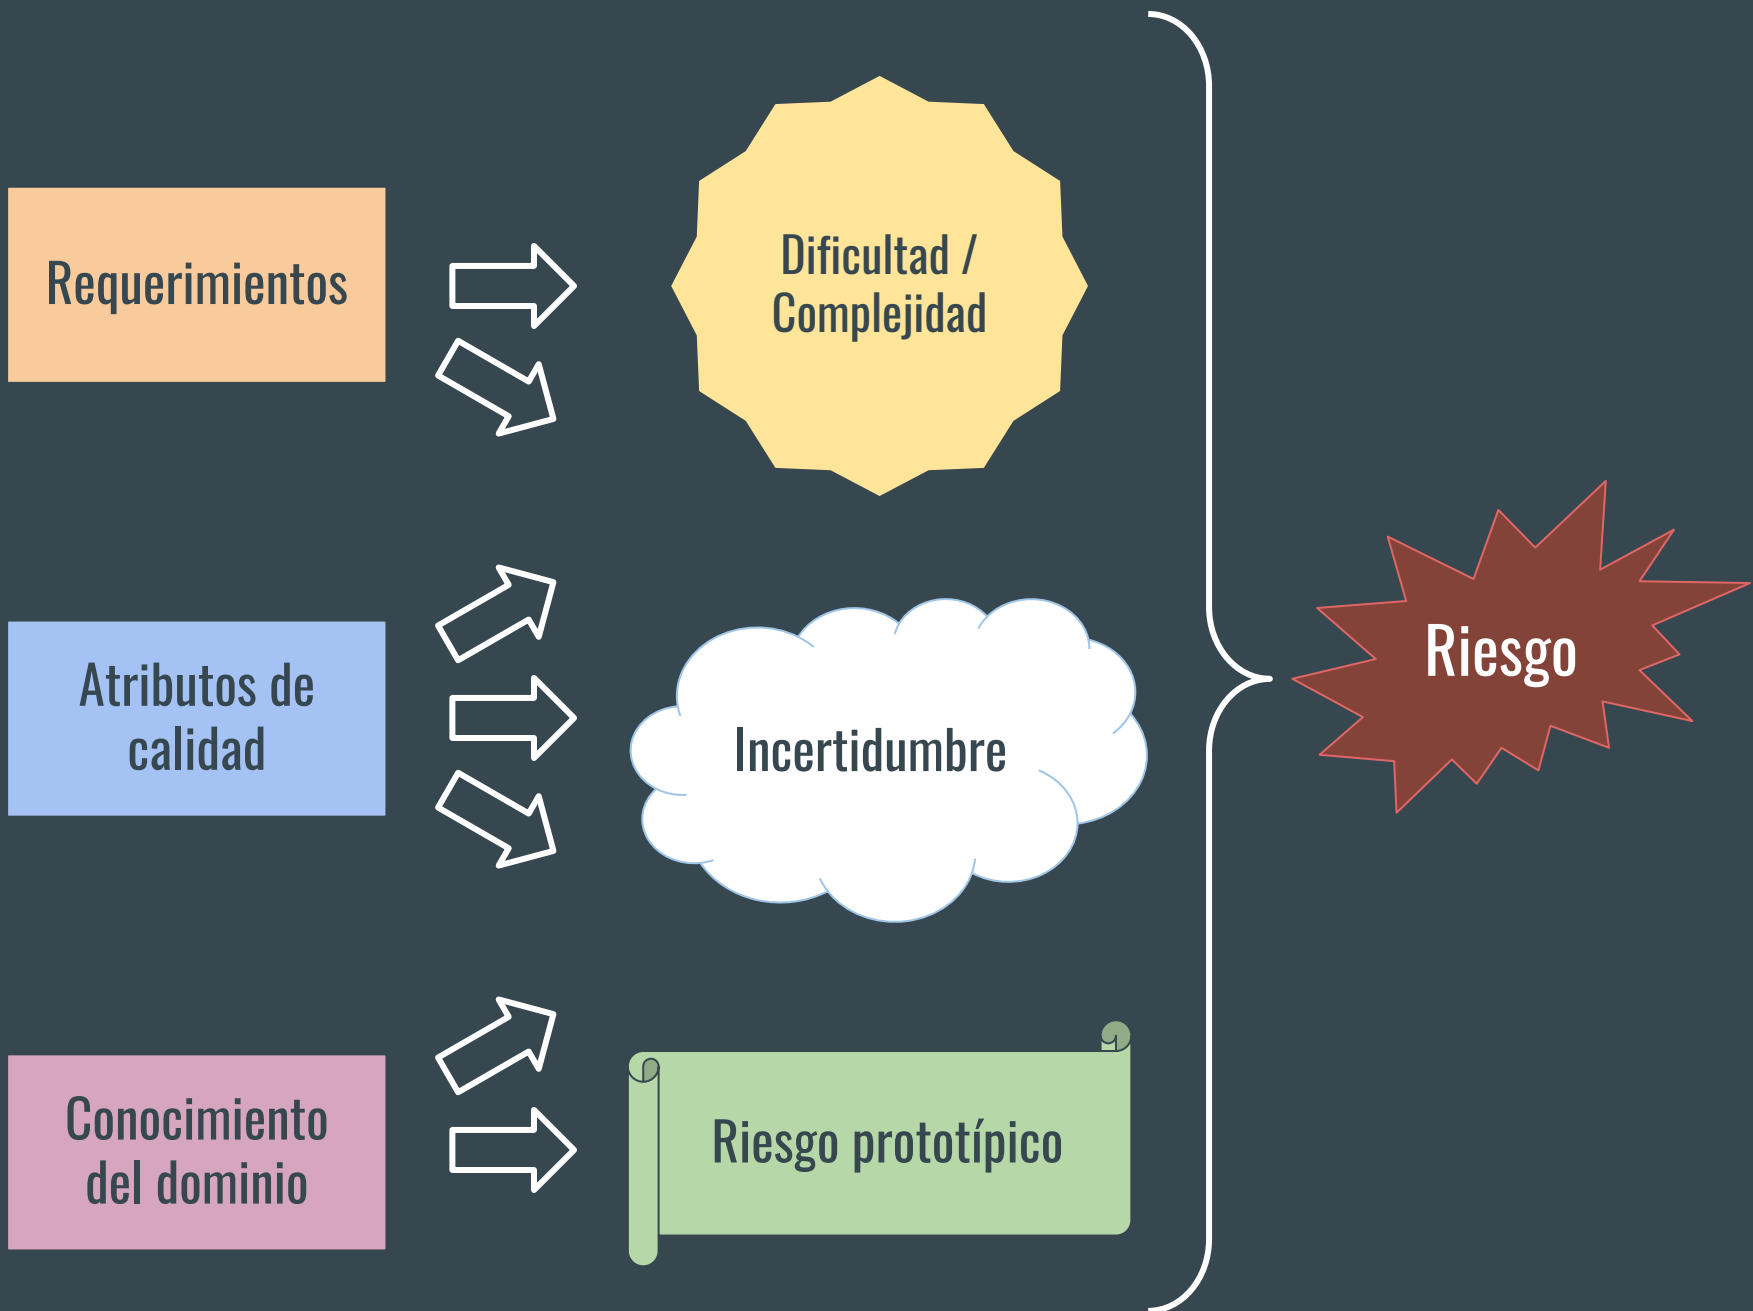 Requerimientos
Dificultad /
Complejidad
Atributos de
calidad
Incertidumbre
Riesgo
Conocimiento
del dominio
Riesgo prototípico